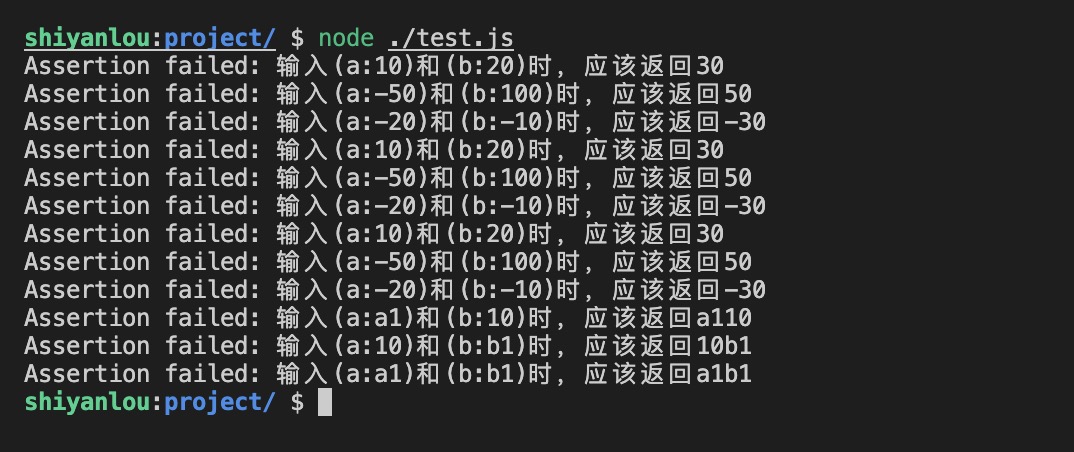 shiyanlou:project/ $ node ./test.js
Assertion failed: 输入(a:10)和(b:20)时, 应该返回30
Assertion failed: 输入(a:-50)和(b:100)时, 应该返回50
Assertion failed: 输入(a:-20)和(b:-10)时, 应该返回-30
Assertion failed: 输入(a:10)和(b:20)时, 应该返回30
Assertion failed: 输入(a:-50)和(b:100)时, 应该返回50
Assertion failed: 输入(a:-20)和(b:-10)时, 应该返回-30
Assertion failed: 输入(a:10)和(b:20)时, 应该返回30
Assertion failed: 输入(a:-50)和(b:100)时, 应该返回50
Assertion failed: 输入(a:-20)和(b:-10)时, 应该返回-30
Assertion failed: 输入(a:a1)和(b:10)时, 应该返回a110
Assertion failed: 输入(a:10)和(b:b1)时, 应该返回10b1
Assertion failed: 输入(a:a1)和(b:b1)时, 应该返回a1b1
shiyanlou:project/ $